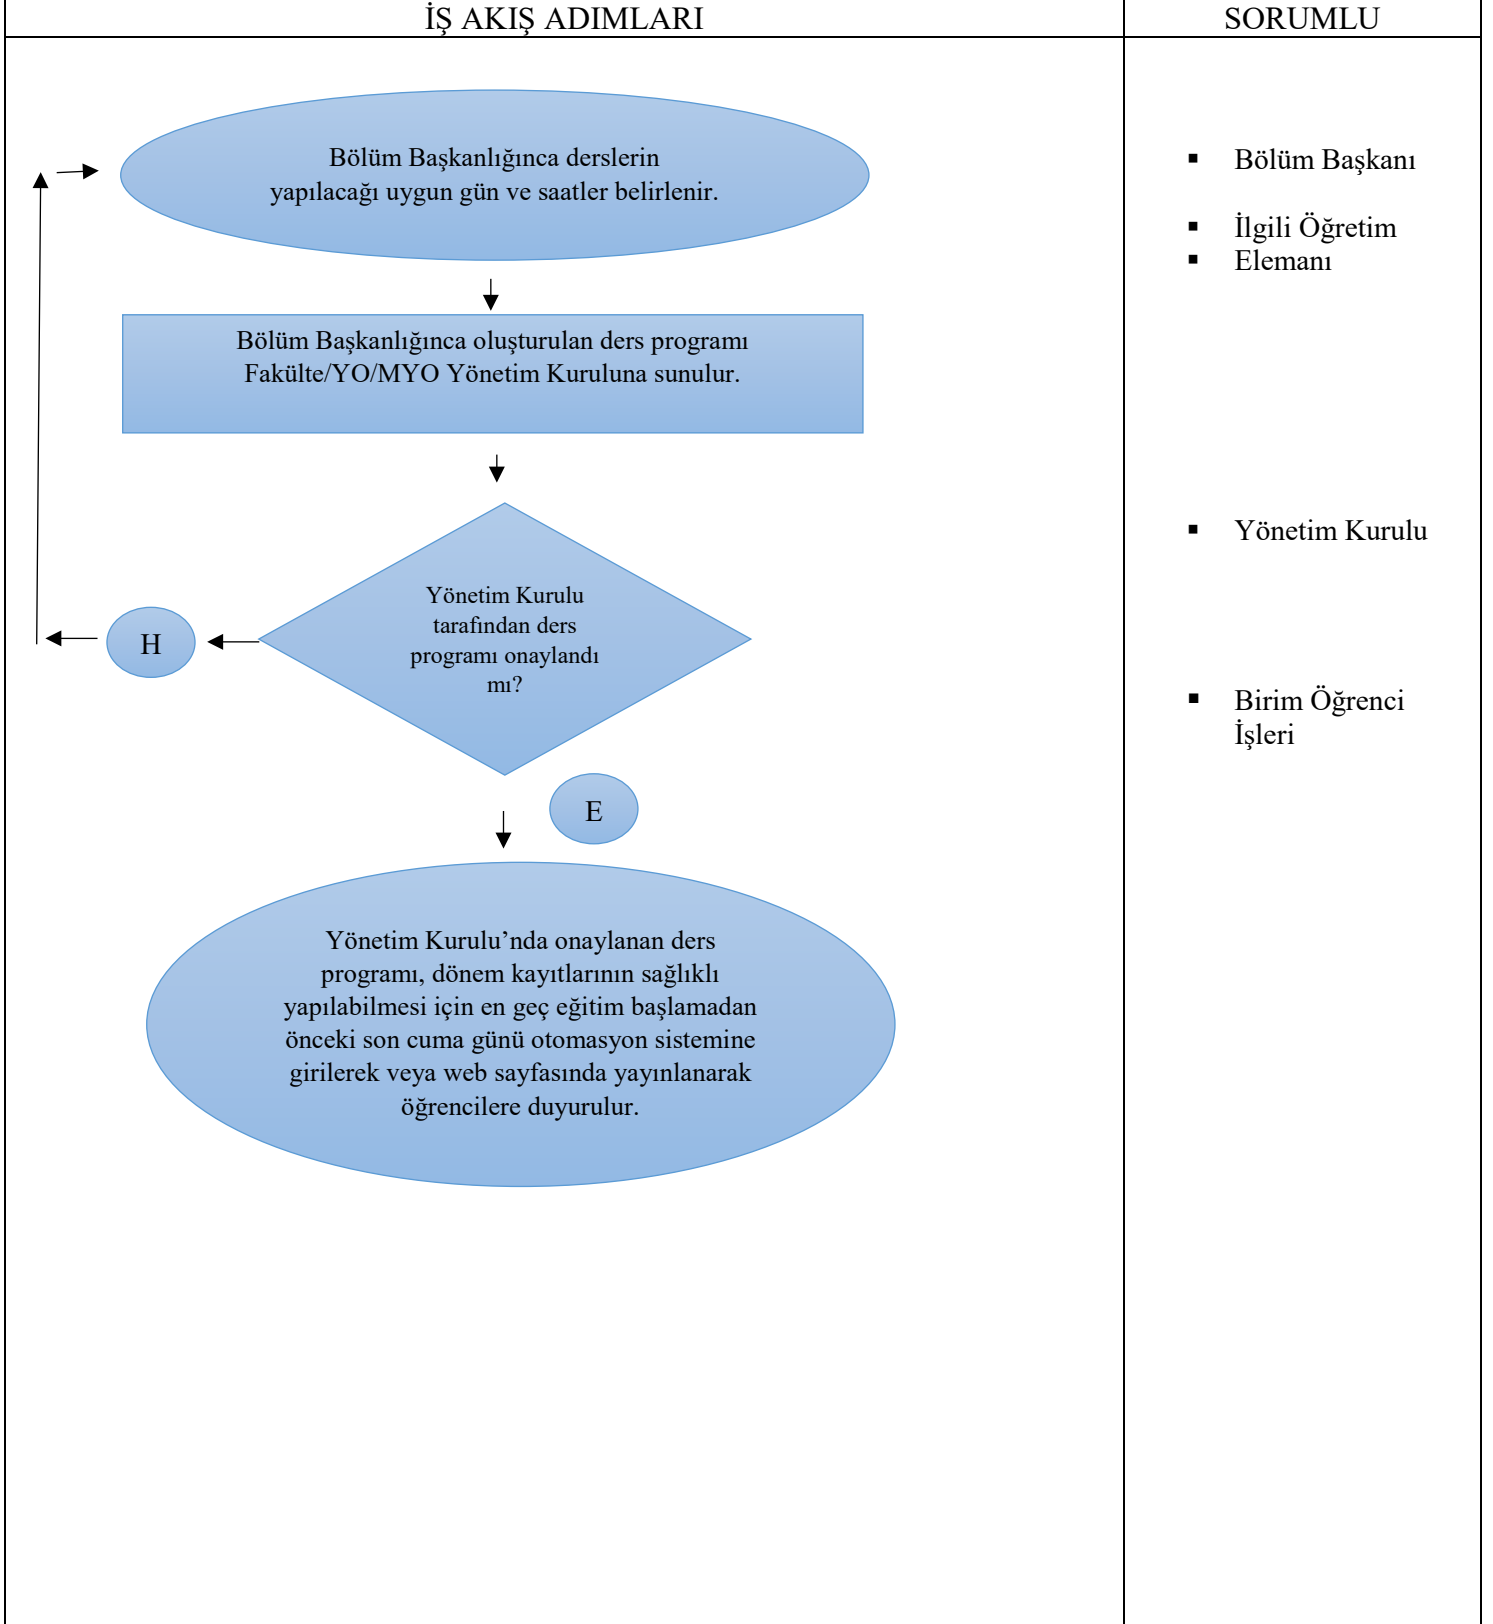 İŞ AKIŞ ADIMLARI
SORUMLU
Bölüm Başkanlığınca derslerin
yapılacağı uygun gün ve saatler belirlenir.
Bölüm Başkanlığınca oluşturulan ders programı
Fakülte/YO/MYO Yönetim Kuruluna sunulur.
Yönetim Kurulu
tarafından ders
programı onaylandı
mı?
H
E
Yönetim Kurulu’nda onaylanan ders
programı, dönem kayıtlarının sağlıklı
yapılabilmesi için en geç eğitim başlamadan
önceki son cuma günü otomasyon sistemine
girilerek veya web sayfasında yayınlanarak
öğrencilere duyurulur.
▪ Bölüm Başkanı
▪ İlgili Öğretim
▪ Elemanı
▪ Yönetim Kurulu
▪ Birim Öğrenci
İşleri